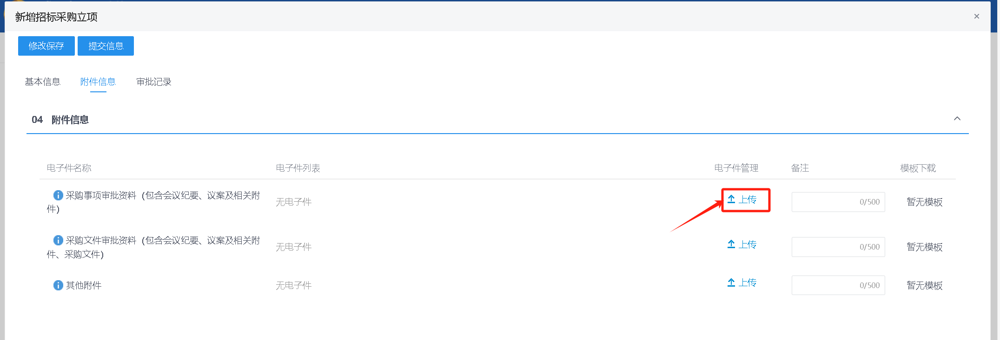 新增招标采购立项
修改保存 提交信息
基本信息 附件信息 审批记录
04 附件信息
电子件名称 电子件列表 电子件管理 备注 模板下载
采购事项审批资料（包含会议纪要、议案及相关附 无电子件 上传 0/500 暂无模板
件)
采购文件审批资料（包含会议纪要、议案及相关附 无电子件 上传 0/500 暂无模板
件、采购文件)
其他附件 无电子件 上传 0/500 暂无模板